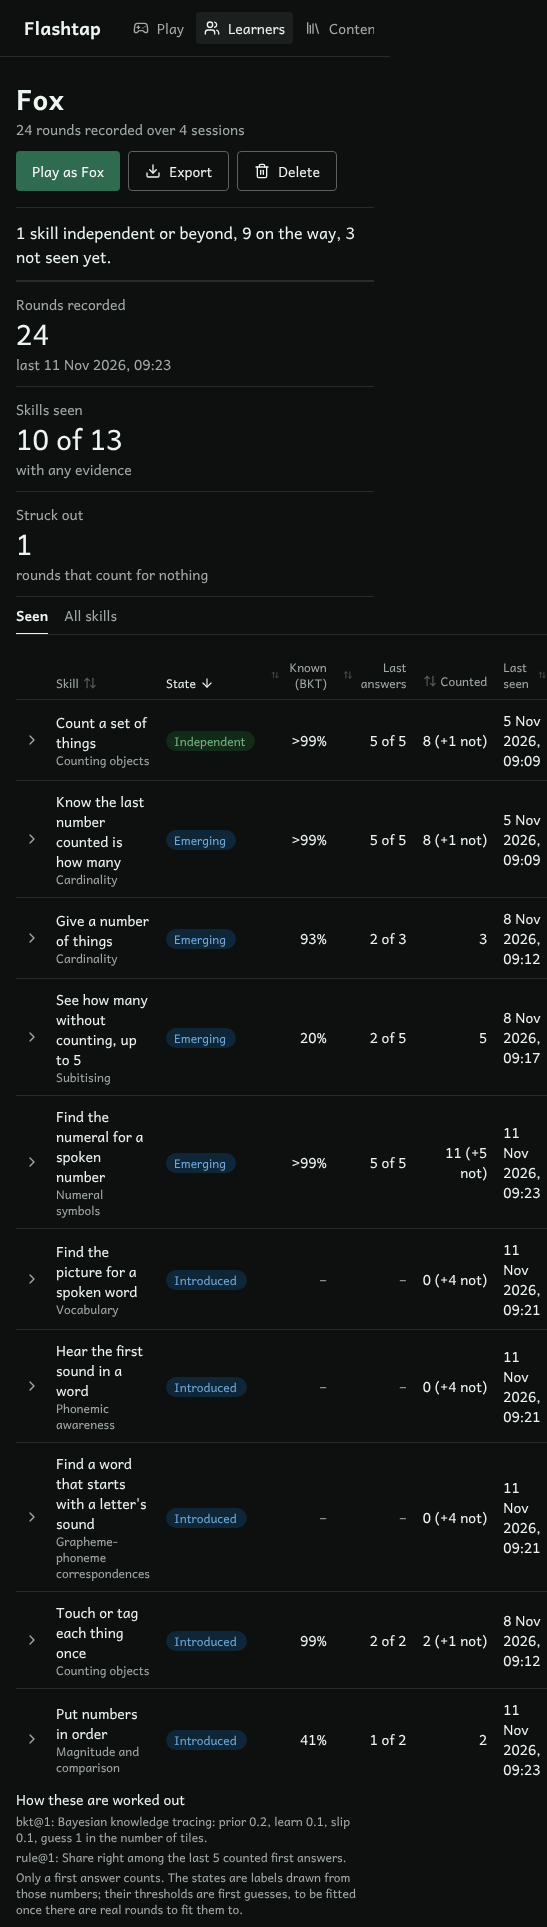 Flashtap Play Learners Conten
Fox
24 rounds recorded over 4 sessions
Play as Fox Export Delete
1 skill independent or beyond, 9 on the way, 3
not seen yet.
Rounds recorded
24
last 11 Nov 2026, 09:23
Skills seen
10 of 13
with any evidence
Struck out
1
rounds that count for nothing
Seen All skills
Skill State Known (BKT) Last answers Counted Last seen
Count a set of
things
Counting objects
Independent >99% 5 of 5 8 (+1 not)
5 Nov
2026,
09:09
Know the last
number
counted is
how many
Cardinality
Emerging >99% 5 of 5 8 (+1 not)
5 Nov
2026,
09:09
Give a number
of things
Cardinality
Emerging 93% 2 of 3 3
8 Nov
2026,
09:12
See how many
without
counting, up
to 5
Subitising
Emerging 20% 2 of 5 5
8 Nov
2026,
09:17
Find the
numeral for a
spoken
number
Numeral
symbols
Emerging >99% 5 of 5
11 (+5
not)
11
Nov
2026,
09:23
Find the
picture for a
spoken word
Vocabulary
Introduced – – 0 (+4 not)
11
Nov
2026,
09:21
Hear the first
sound in a
word
Phonemic
awareness
Introduced – – 0 (+4 not)
11
Nov
2026,
09:21
Find a word
that starts
with a letter's
sound
Grapheme-
phoneme
correspondences
Introduced – – 0 (+4 not)
11
Nov
2026,
09:21
Touch or tag
each thing
once
Counting objects
Introduced 99% 2 of 2 2 (+1 not)
8 Nov
2026,
09:12
Put numbers
in order
Magnitude and
comparison
Introduced 41% 1 of 2 2
11
Nov
2026,
09:23
How these are worked out
bkt@1: Bayesian knowledge tracing: prior 0.2, learn 0.1, slip
0.1, guess 1 in the number of tiles.
rule@1: Share right among the last 5 counted first answers.
Only a first answer counts. The states are labels drawn from
those numbers; their thresholds are first guesses, to be fitted
once there are real rounds to fit them to.